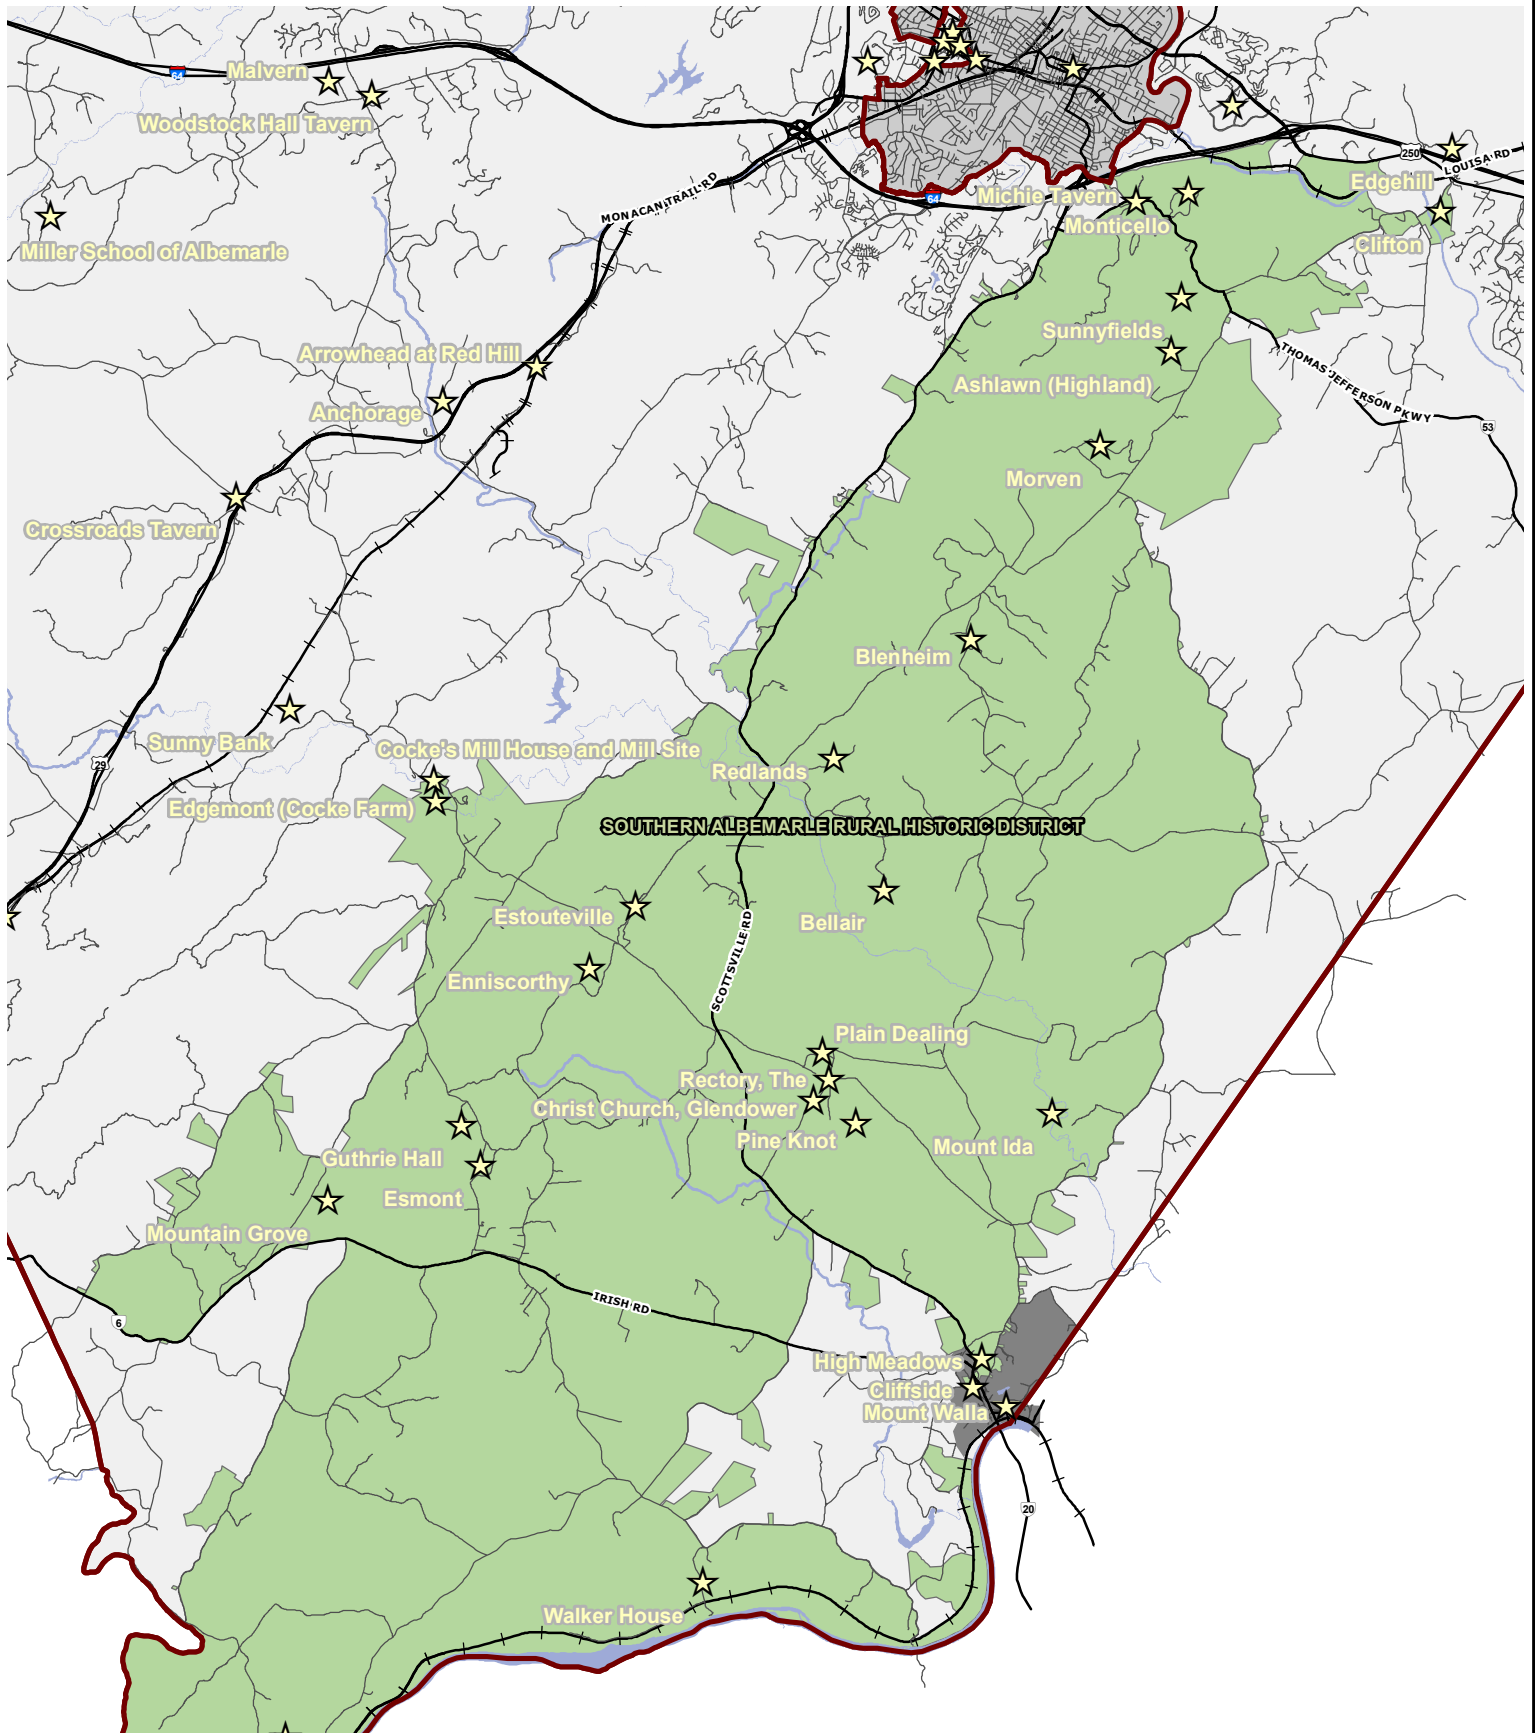 64
Malvern
Woodstock Hall Tavern
250
LOUISA RD
MONACAN TRAIL RD
Edgehill
64
Michie Tavern
Monticello
Miller School of Albemarle
Clifton
Sunnyfields
Arrowhead at Red Hill
THOMAS JEFFERSON PKWY
Ashlawn (Highland)
Anchorage
53
Morven
Crossroads Tavern
Blenheim
Sunny Bank
Cocke's Mill House and Mill Site
29
Redlands
Edgemont (Cocke Farm)
SOUTHERN ALBEMARLE RURAL HISTORIC DISTRICT
Estouteville
Bellair
SCOTTSVILLE RD
Enniscorthy
Plain Dealing
Rectory, The
Christ Church, Glendower
Pine Knot
Mount Ida
Guthrie Hall
Esmont
Mountain Grove
IRISH RD
6
High Meadows
Cliffside
Mount Walla
20
Walker House